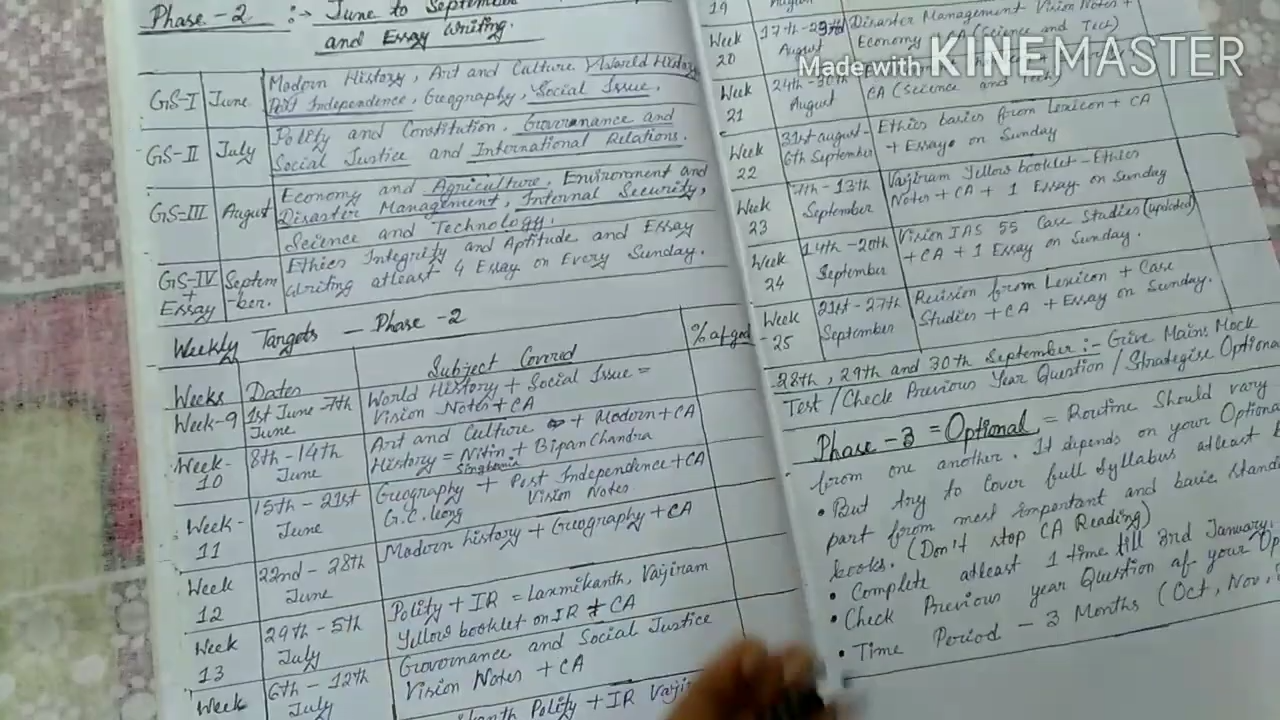 Phase - 2 :→ June to September
and Essay Writing.
GS-I June Modern History, Art and Culture, World History
Post Independence, Geography, Social Issue.
GS-II July Polity and Constitution, Governance and
Social Justice and International Relations.
GS-III August Economy and Agriculture, Environment and
Disaster Management, Internal Security,
Science and Technology.
GS-IV + Essay Septem-ber. Ethics Integrity and Aptitude and Essay
Writing atleast 4 Essay on Every Sunday.
Weekly Targets - Phase - 2
Weeks Dates Subject Covered
Week-9 1st June - 7th June World History + Social Issue =
Vision Notes + CA
Week-10 8th - 14th June Art and Culture + Modern + CA
History = Nitin + Bipan Chandra
Singhania
Week-11 15th - 21st June Geography + Post Independence + CA
G.C. Leong Vision Notes
Week 12 22nd - 28th June Modern history + Geography + CA
Week 13 29th - 5th July Polity + IR = Laxmikanth, Vajiram
Yellow booklet on IR + CA
Week 6th - 12th July Governance and Social Justice
Vision Notes + CA
Polity + IR
19 August
Week 20 17th - 23rd August Disaster Management Vision Notes +
Economy + CA (Science and Tech)
Week 21 24th - 30th August
CA (Science and Tech)
Week 22 31st august - 6th September Ethics basics from Lexicon + CA
+ Essay on Sunday
Week 23 7th - 13th September Vajiram Yellow booklet - Ethics
Notes + CA + 1 Essay on Sunday
Week 24 14th - 20th September Vision IAS 55 Case Studies (updated)
+ CA + 1 Essay on Sunday.
Week - 25 21st - 27th September Revision from Lexicon + Case
Studies + CA + Essay on Sunday.
28th, 29th and 30th September :- Give Mains Mock
Test / Check Previous Year Question / Strategise Optional
Phase - 3 = Optional = Routine should vary
from one another. It depends on your Optional
• But try to cover full syllabus atleast
part from most important and basic
books. (Don't stop CA Reading)
• Complete atleast 1 time till 3rd January.
• Check Previous year Question of your
• Time Period - 3 Months (Oct, Nov,
Made with KINEMASTER